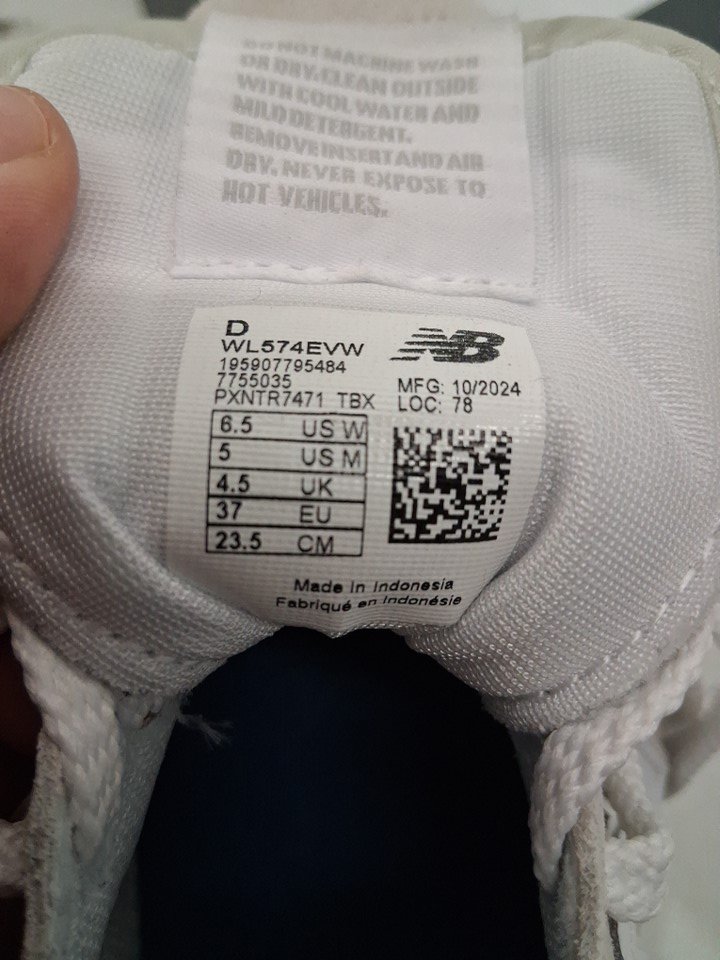 DO NOT MACHINE WASH
OR DRY-CLEAN OUTSIDE
WITH COOL WATER AND
MILD DETERGENT.
REMOVE INSERT AND AIR
DRY. NEVER EXPOSE TO
HOT VEHICLES.
D
WL574EVW
195907795484
7755035
PXNTR7471 TBX
NB
MFG: 10/2024
LOC: 78
6.5 US W
5 US M
4.5 UK
37 EU
23.5 CM
Made in Indonesia
Fabriqué en Indonésie